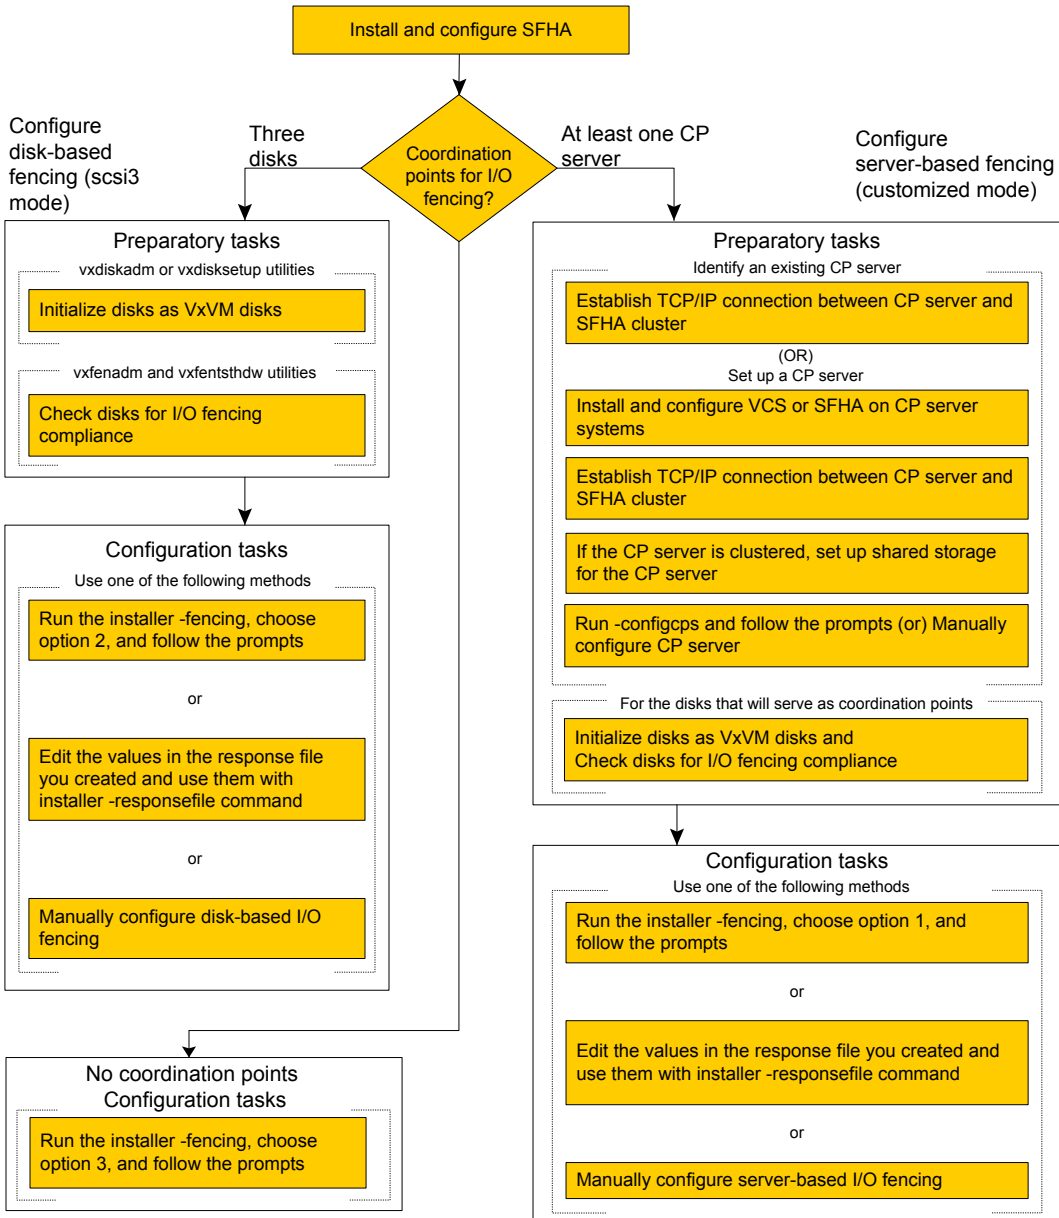 Install and configure SFHA
Coordination
points for I/O
fencing?
Three
disks
At least one CP
server
Configure
disk-based
fencing (scsi3
mode)
Preparatory tasks
vxdiskadm or vxdisksetup utilities
Initialize disks as VxVM disks
vxfenadm and vxfentsthdw utilities
Check disks for I/O fencing
compliance
Configuration tasks
Use one of the following methods
Run the installer -fencing, choose
option 2, and follow the prompts
or
Edit the values in the response file
you created and use them with
installer -responsefile command
or
Manually configure disk-based I/O
fencing
No coordination points
Configuration tasks
Run the installer -fencing, choose
option 3, and follow the prompts
Configure
server-based fencing
(customized mode)
Preparatory tasks
Identify an existing CP server
Establish TCP/IP connection between CP server and
SFHA cluster
(OR)
Set up a CP server
Install and configure VCS or SFHA on CP server
systems
Establish TCP/IP connection between CP server and
SFHA cluster
If the CP server is clustered, set up shared storage
for the CP server
Run -configcps and follow the prompts (or) Manually
configure CP server
For the disks that will serve as coordination points
Initialize disks as VxVM disks and
Check disks for I/O fencing compliance
Configuration tasks
Use one of the following methods
Run the installer -fencing, choose option 1, and
follow the prompts
or
Edit the values in the response file you created and
use them with installer -responsefile command
or
Manually configure server-based I/O fencing